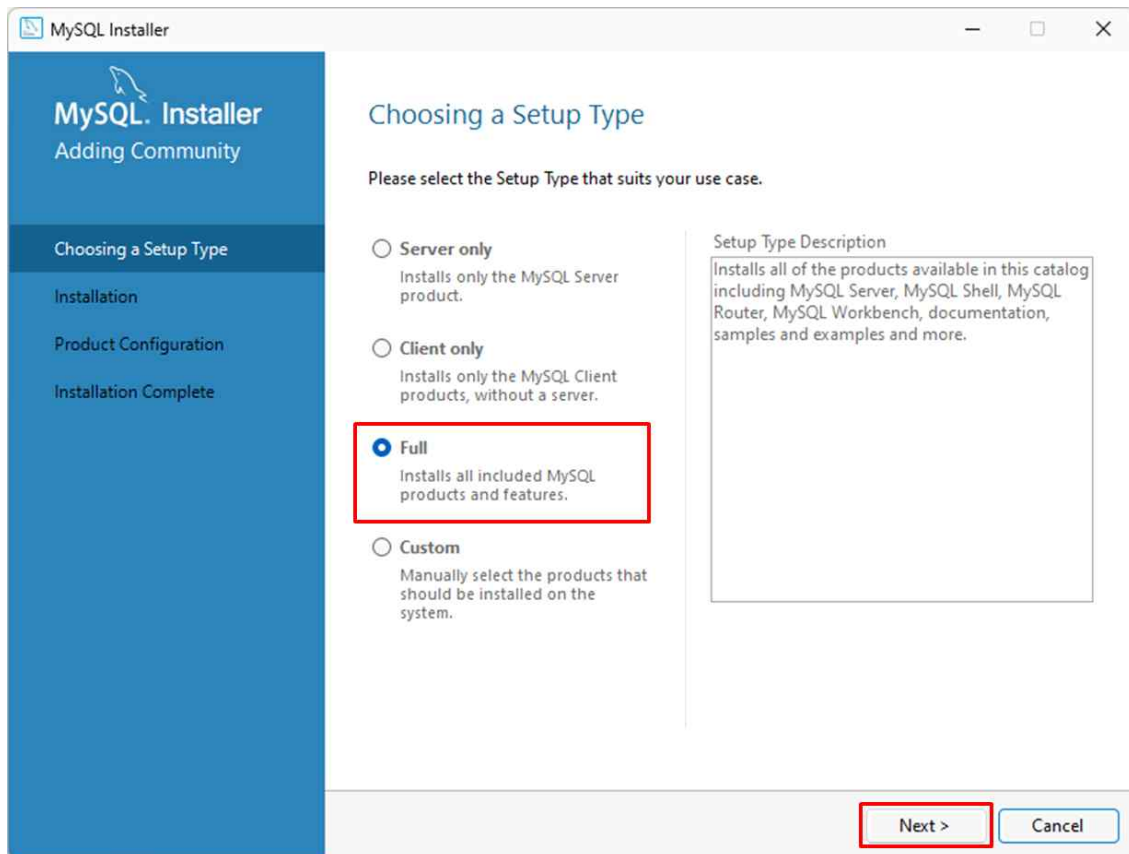 MySQL Installer
MySQL. Installer
Adding Community
Choosing a Setup Type
Installation
Product Configuration
Installation Complete
Choosing a Setup Type
Please select the Setup Type that suits your use case.
Server only
Installs only the MySQL Server
product.
Client only
Installs only the MySQL Client
products, without a server.
Full
Installs all included MySQL
products and features.
Custom
Manually select the products that
should be installed on the
system.
Setup Type Description
Installs all of the products available in this catalog
including MySQL Server, MySQL Shell, MySQL
Router, MySQL Workbench, documentation,
samples and examples and more.
Next >
Cancel